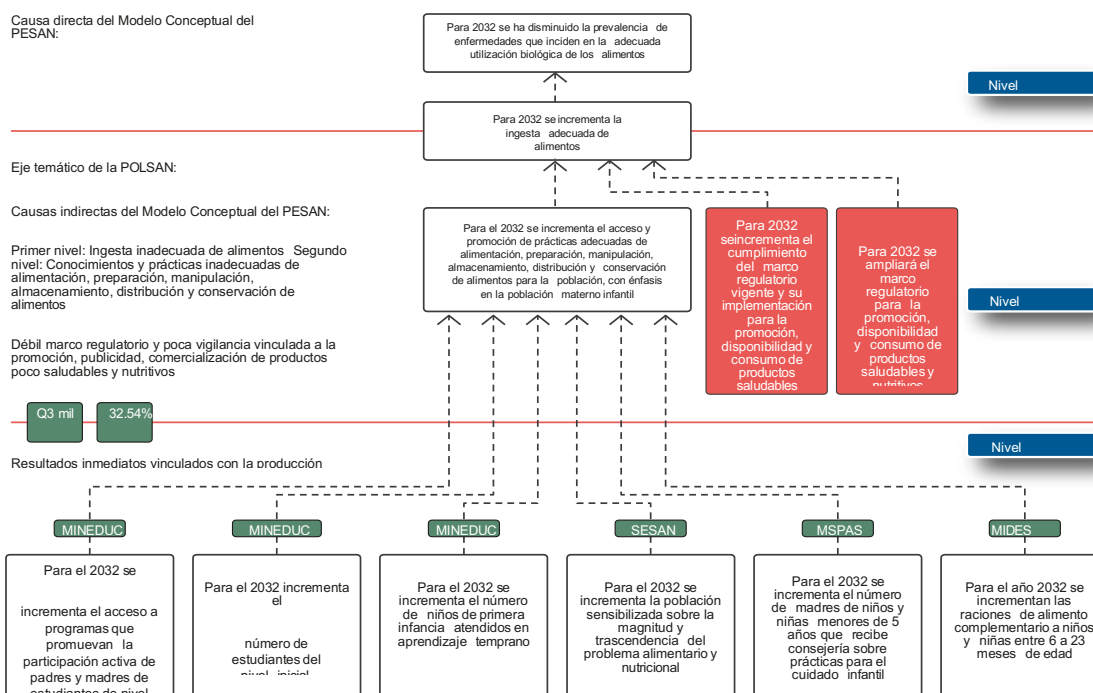 Causa directa del Modelo Conceptual del
PESAN:
Para 2032 se ha disminuido la prevalencia de
enfermedades que inciden en la adecuada
utilización biológica de los alimentos
Nivel
Para 2032 se incrementa la
ingesta adecuada de
alimentos
Eje temático de la POLSAN:
Causas indirectas del Modelo Conceptual del PESAN:
Primer nivel: Ingesta inadecuada de alimentos Segundo
nivel: Conocimientos y prácticas inadecuadas de
alimentación, preparación, manipulación,
almacenamiento, distribución y conservación de
alimentos
Débil marco regulatorio y poca vigilancia vinculada a la
promoción, publicidad, comercialización de productos
poco saludables y nutritivos
Para el 2032 se incrementa el acceso y
promoción de prácticas adecuadas de
alimentación, preparación, manipulación,
almacenamiento, distribución y conservación
de alimentos para la población, con énfasis
en la población materno infantil
Para 2032
seincrementa el
cumplimiento
del marco
regulatorio
vigente y su
implementación
para la
promoción,
disponibilidad y
consumo de
productos
saludables
Para 2032 se
ampliará el
marco
regulatorio
para la
promoción,
disponibilidad
y consumo de
productos
saludables y
nutritivos
Nivel
Q3 mil
32.54%
Nivel
Resultados inmediatos vinculados con la producción
MINEDUC
MINEDUC
MINEDUC
SESAN
MSPAS
MIDES
Para el 2032 se
incrementa el acceso a
programas que
promuevan la
participación activa de
padres y madres de
estudiantes de nivel
Para el 2032 incrementa
el
número de
estudiantes del
nivel inicial
Para el 2032 se
incrementa el número
de niños de primera
infancia atendidos en
aprendizaje temprano
Para el 2032 se
incrementa la población
sensibilizada sobre la
magnitud y
trascendencia del
problema alimentario y
nutricional
Para el 2032 se
incrementa el número
de madres de niños y
niñas menores de 5
años que recibe
consejería sobre
prácticas para el
cuidado infantil
Para el año 2032 se
incrementan las
raciones de alimento
complementario a niños
y niñas entre 6 a 23
meses de edad